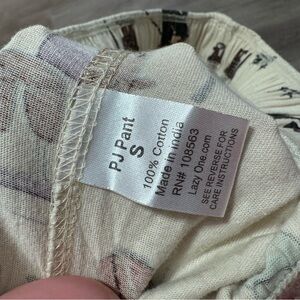 PJ Pant
S
100% Cotton
Made in India
RN# 108563
Lazy One.com
SEE REVERSE FOR
CARE INSTRUCTIONS